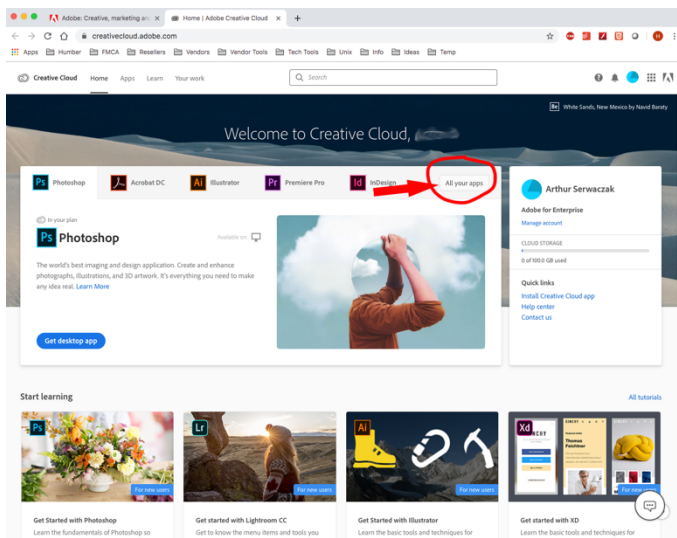 Adobe: Creative, marketing an
Home | Adobe Creative Cloud
creativecloud.adobe.com
Apps Humber FMCA Resellers Vendors Vendor Tools Tech Tools Unix Info Ideas Temp
Creative Cloud Home Apps Learn Your work Search
Be White Sands, New Mexico by Navid Baraty
Welcome to Creative Cloud,
Ps Photoshop Acrobat DC Ai Illustrator Pr Premiere Pro Id InDesign All your apps
In your plan
Ps Photoshop Available on:
The world's best imaging and design application. Create and enhance
photographs, illustrations, and 3D artwork. It's everything you need to make
any idea real. Learn More
Get desktop app
Arthur Serwaczak
Adobe for Enterprise
Manage account
CLOUD STORAGE
0 of 100.0 GB used
Quick links
Install Creative Cloud app
Help center
Contact us
Start learning All tutorials
Ps
For new users
Get Started with Photoshop
Learn the fundamentals of Photoshop so
Lr
For new users
Get started with Lightroom CC
Get to know the menu items and tools you
Ai
For new users
Get Started with Illustrator
Learn the basic tools and techniques for
Xd
Thomas
For new users
Get started with XD
Learn the basic tools and techniques for